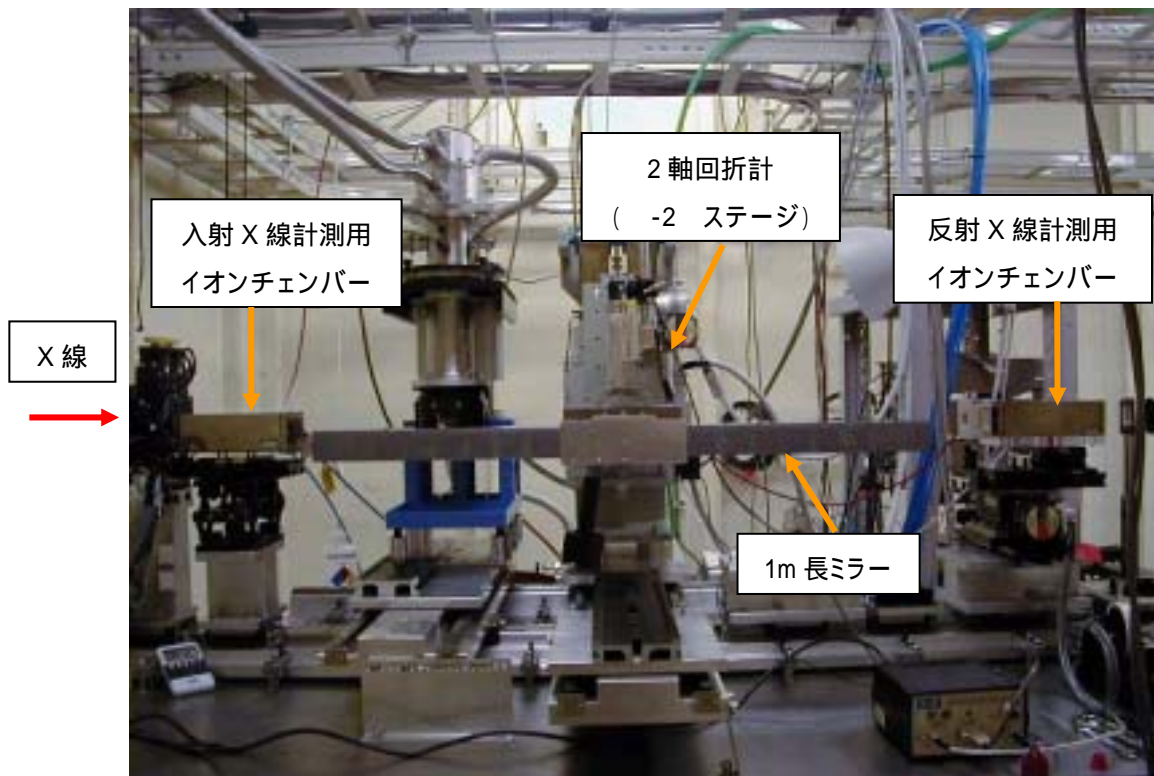 2 軸回折計
( -2 ステージ)
入射 X 線計測用
イオンチェンバー
反射 X 線計測用
イオンチェンバー
X 線
1m 長ミラー